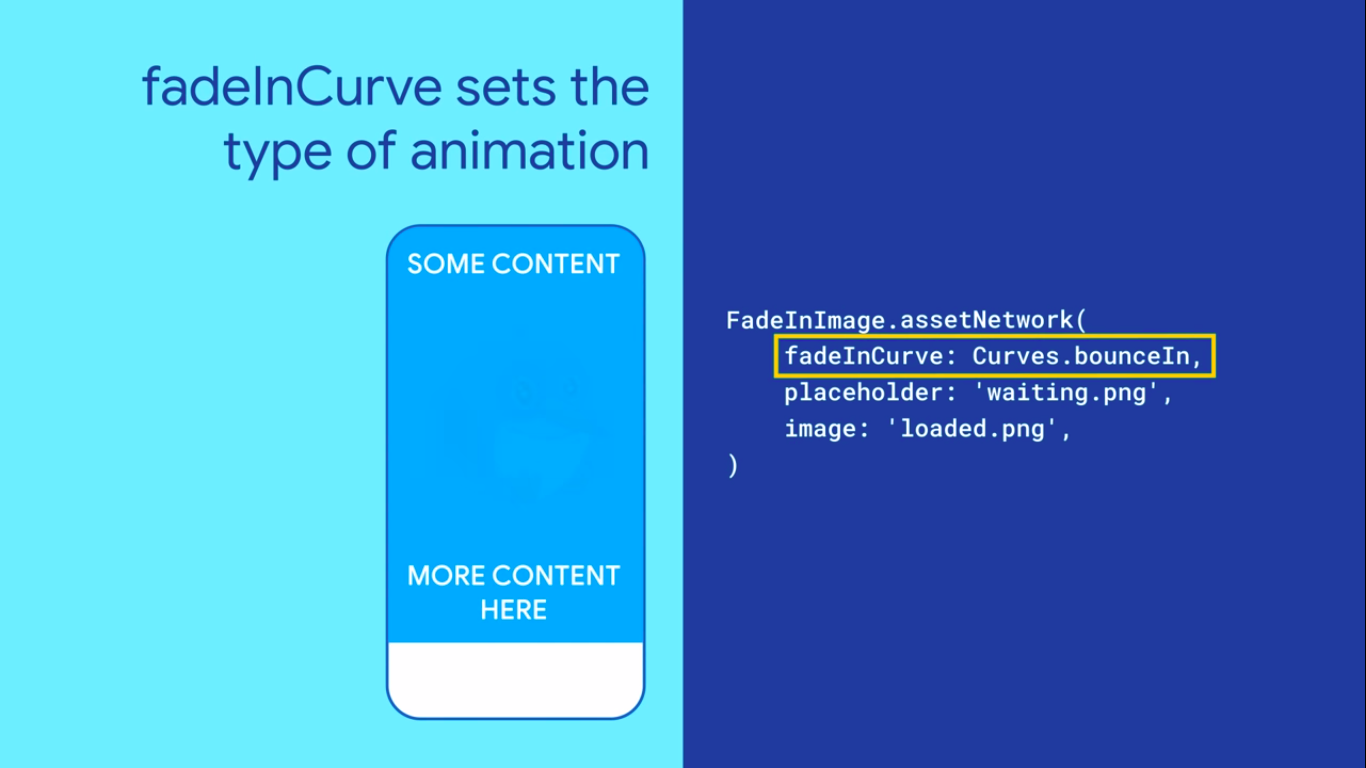 fadeInCurve sets the
type of animation
SOME CONTENT
MORE CONTENT
HERE
FadeInImage.assetNetwork(
    fadeInCurve: Curves.bounceIn,
    placeholder: 'waiting.png',
    image: 'loaded.png',
)